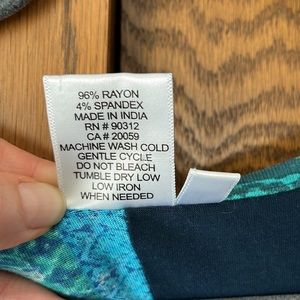 96% RAYON
4% SPANDEX
MADE IN INDIA
RN # 90312
CA # 20059
MACHINE WASH COLD
GENTLE CYCLE
DO NOT BLEACH
TUMBLE DRY LOW
LOW IRON
WHEN NEEDED